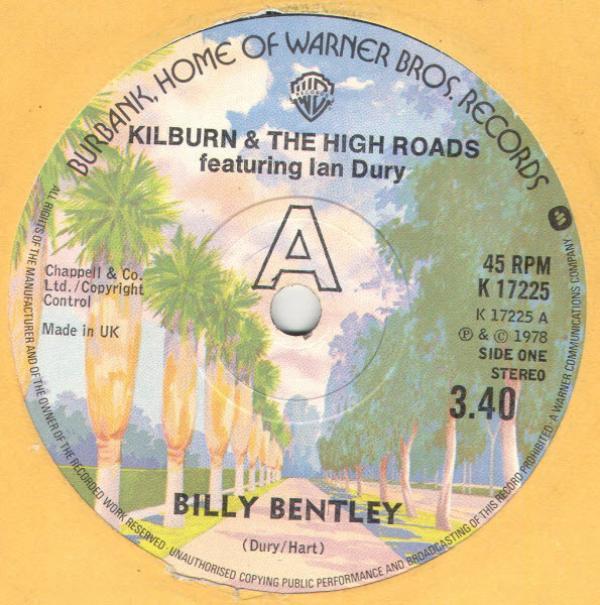 BURBANK, HOME OF WARNER BROS. RECORDS
KILBURN & THE HIGH ROADS
featuring Ian Dury
A
Chappell & Co.
Ltd./Copyright
Control
Made in UK
45 RPM
K 17225
K 17225 A
Ⓟ & © 1978
SIDE ONE
STEREO
3.40
BILLY BENTLEY
(Dury/Hart)
ALL RIGHTS OF THE MANUFACTURER AND OF THE OWNER OF THE RECORDED WORK RESERVED. UNAUTHORISED COPYING PUBLIC PERFORMANCE AND BROADCASTING OF THIS RECORD PROHIBITED. A WARNER COMMUNICATIONS COMPANY